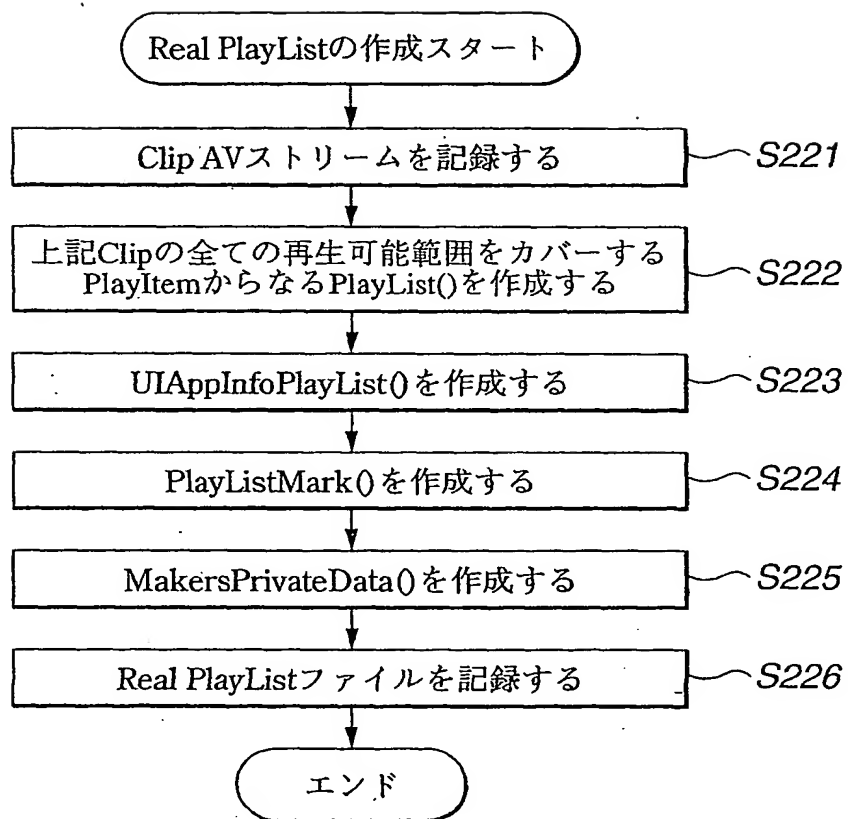 Real PlayListの作成スタート
Clip AVストリームを記録する
S221
上記Clipの全ての再生可能範囲をカバーする
PlayItemからなるPlayList()を作成する
S222
UIAppInfoPlayList()を作成する
S223
PlayListMark()を作成する
S224
MakersPrivateData()を作成する
S225
Real PlayListファイルを記録する
S226
エンド